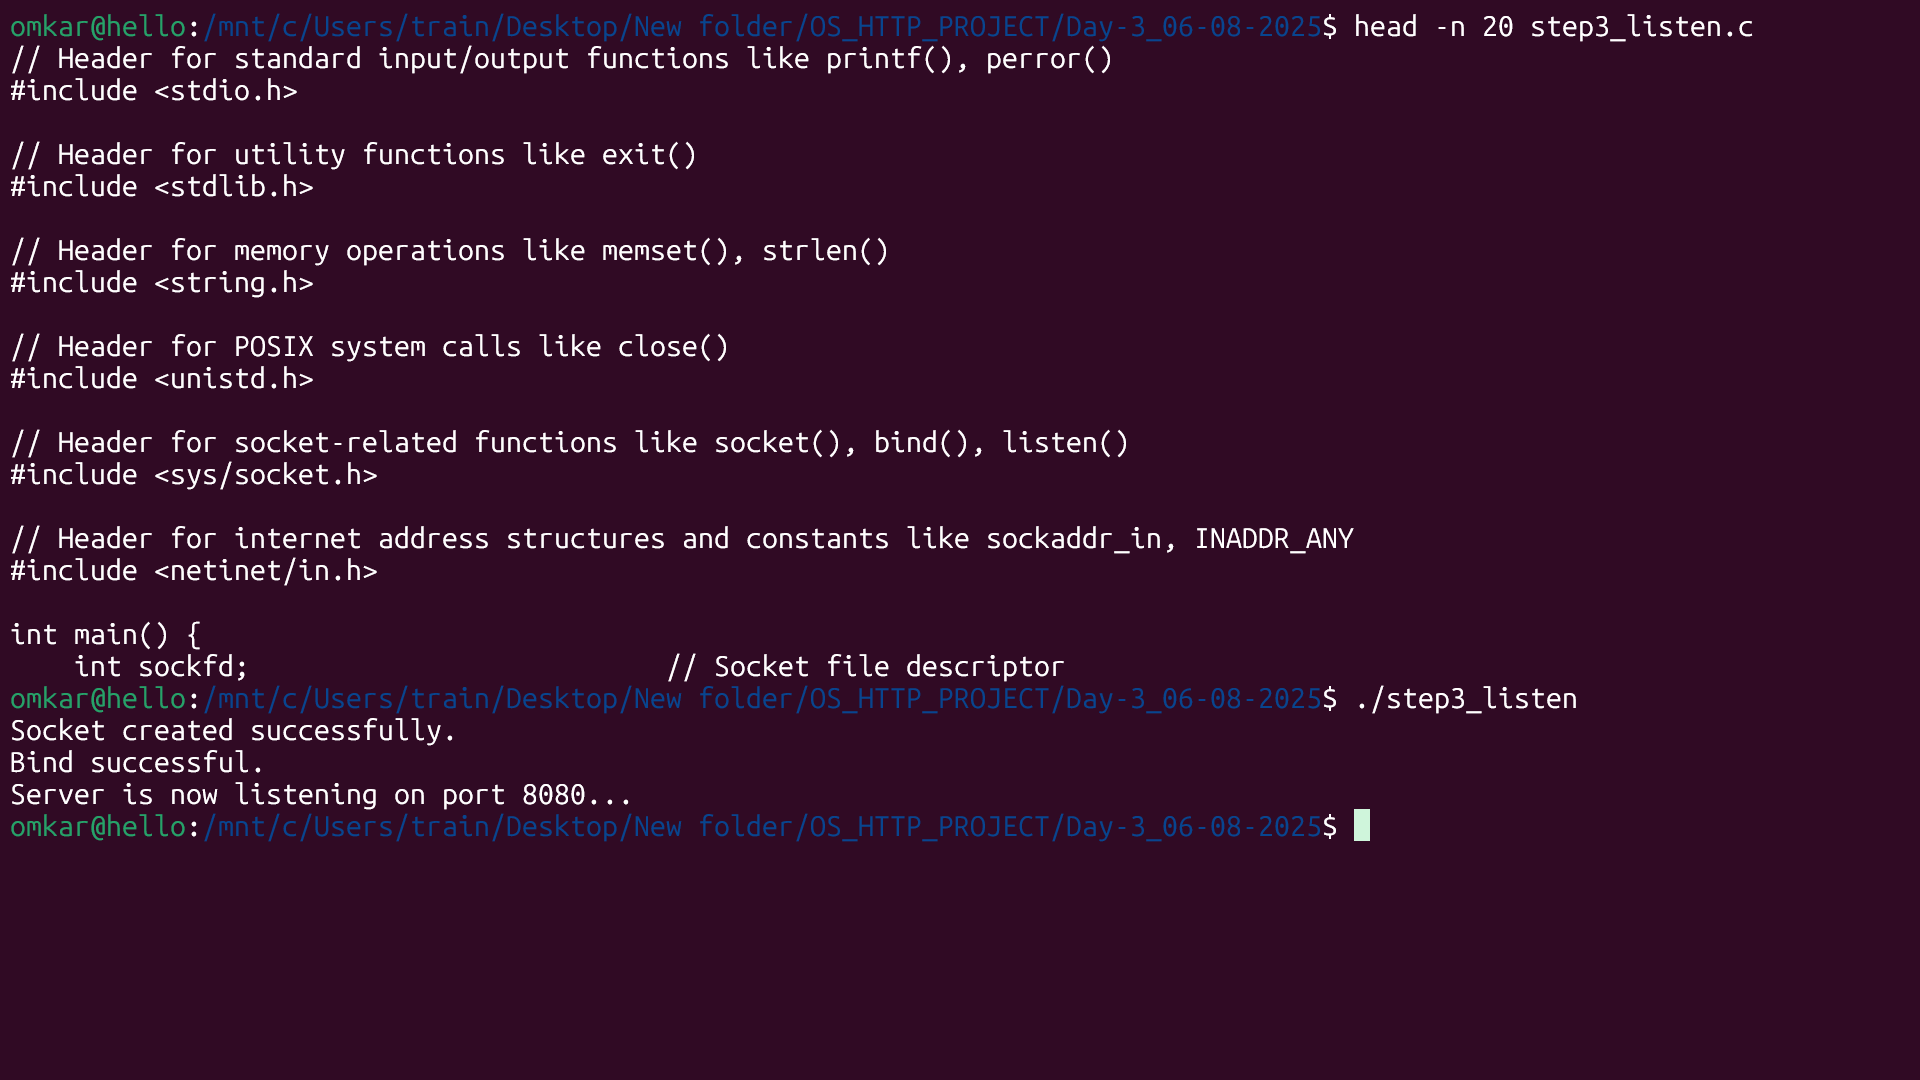 omkar@hello:/mnt/c/Users/train/Desktop/New folder/OS_HTTP_PROJECT/Day-3_06-08-2025$ head -n 20 step3_listen.c
// Header for standard input/output functions like printf(), perror()
#include <stdio.h>

// Header for utility functions like exit()
#include <stdlib.h>

// Header for memory operations like memset(), strlen()
#include <string.h>

// Header for POSIX system calls like close()
#include <unistd.h>

// Header for socket-related functions like socket(), bind(), listen()
#include <sys/socket.h>

// Header for internet address structures and constants like sockaddr_in, INADDR_ANY
#include <netinet/in.h>

int main() {
    int sockfd;                          // Socket file descriptor
omkar@hello:/mnt/c/Users/train/Desktop/New folder/OS_HTTP_PROJECT/Day-3_06-08-2025$ ./step3_listen
Socket created successfully.
Bind successful.
Server is now listening on port 8080...
omkar@hello:/mnt/c/Users/train/Desktop/New folder/OS_HTTP_PROJECT/Day-3_06-08-2025$